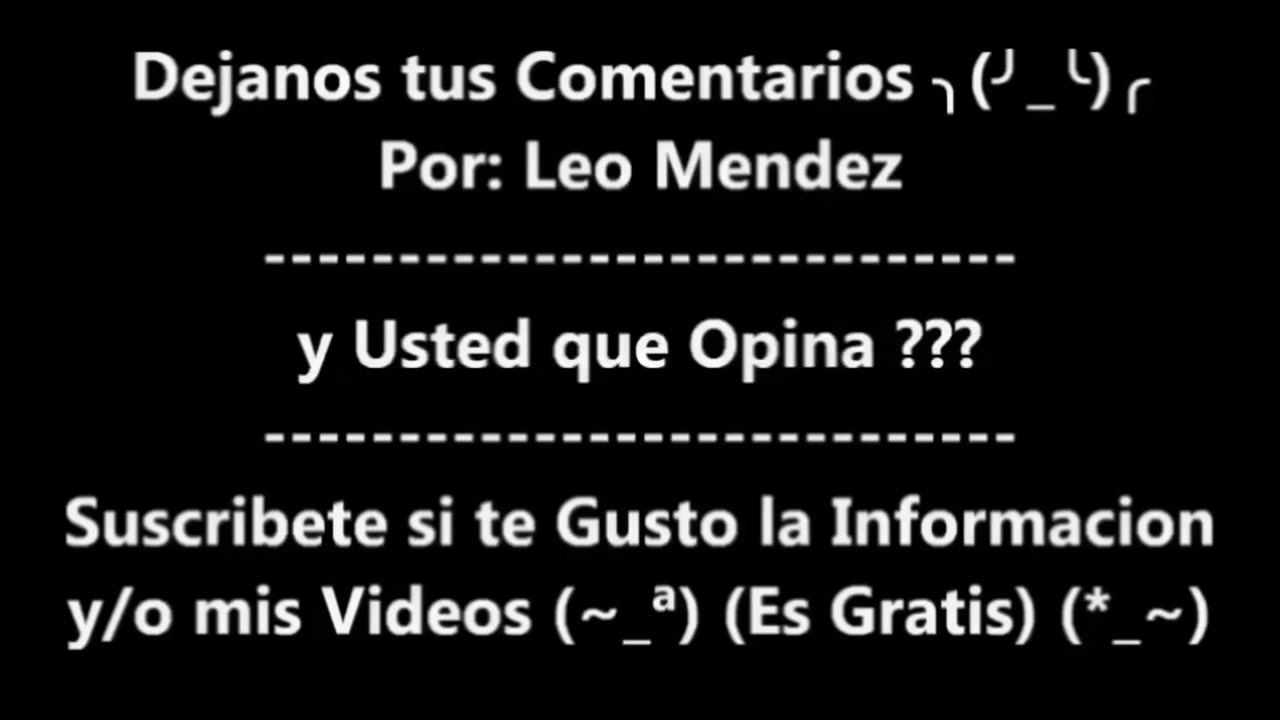 Dejanos tus Comentarios ╮(╯_╰)╭
Por: Leo Mendez
----------------------------
y Usted que Opina ???
----------------------------
Suscribete si te Gusto la Informacion
y/o mis Videos (~_ª) (Es Gratis) (*_~)